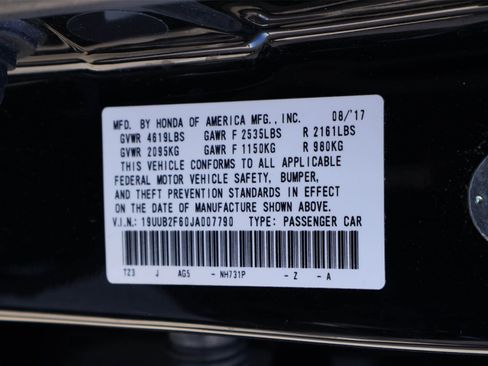 MFD. BY HONDA OF AMERICA MFG., INC. 08/'17
GVWR 4619LBS GAWR F 2535LBS R 2161LBS
GVWR 2095KG GAWR F 1150KG R 980KG
THIS VEHICLE CONFORMS TO ALL APPLICABLE
FEDERAL MOTOR VEHICLE SAFETY, BUMPER,
AND THEFT PREVENTION STANDARDS IN EFFECT
ON THE DATE OF MANUFACTURE SHOWN ABOVE.
V.I.N.: 19UUB2F60JA007790 TYPE: PASSENGER CAR
T23 J AG5 - NH731P - Z - A